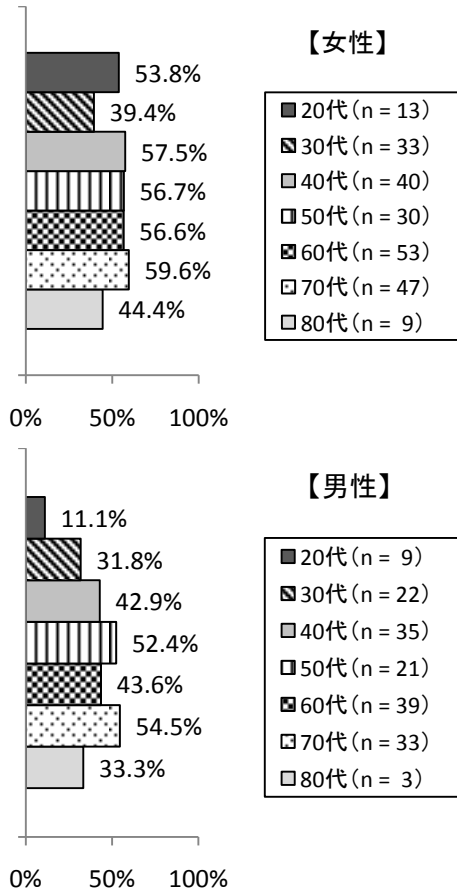 【女性】
53.8%
39.4%
57.5%
56.7%
56.6%
59.6%
44.4%
20代(n = 13)
30代(n = 33)
40代(n = 40)
50代(n = 30)
60代(n = 53)
70代(n = 47)
80代(n = 9)
0% 50% 100%
【男性】
11.1%
31.8%
42.9%
52.4%
43.6%
54.5%
33.3%
20代(n = 9)
30代(n = 22)
40代(n = 35)
50代(n = 21)
60代(n = 39)
70代(n = 33)
80代(n = 3)
0% 50% 100%